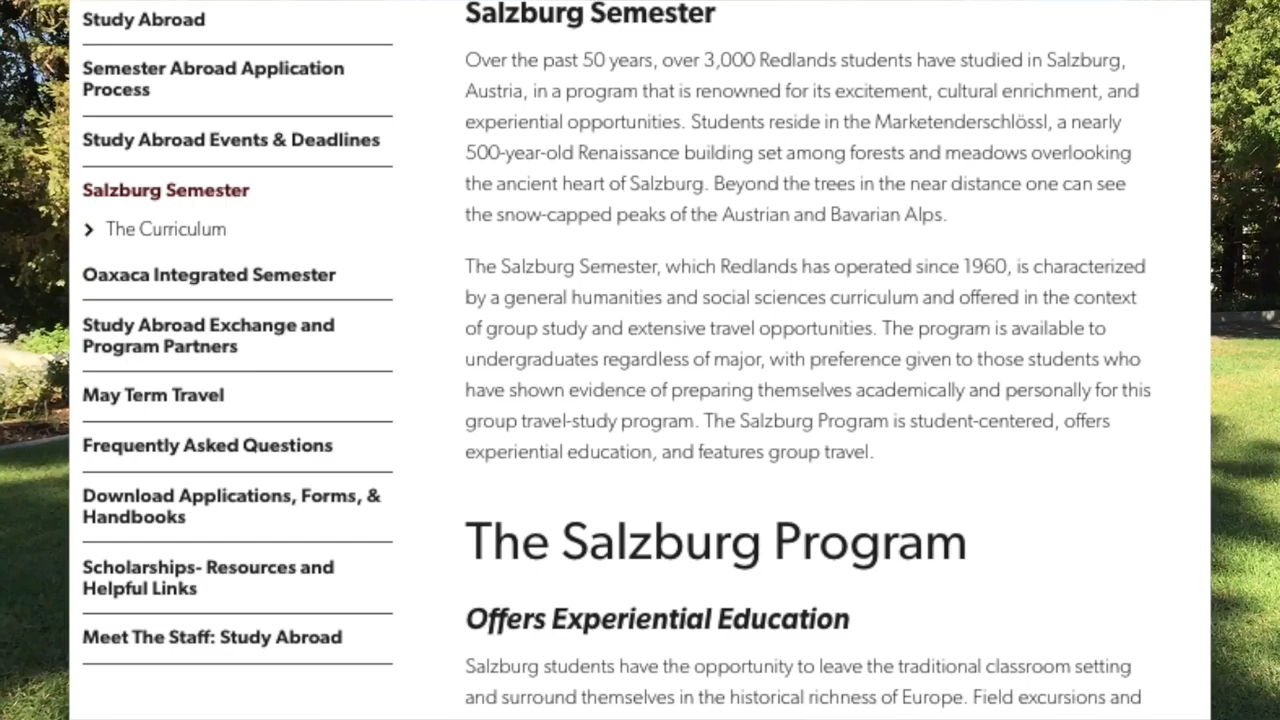 Study Abroad
Semester Abroad Application
Process
Study Abroad Events & Deadlines
Salzburg Semester
The Curriculum
Oaxaca Integrated Semester
Study Abroad Exchange and
Program Partners
May Term Travel
Frequently Asked Questions
Download Applications, Forms, &
Handbooks
Scholarships- Resources and
Helpful Links
Meet The Staff: Study Abroad
Salzburg Semester
Over the past 50 years, over 3,000 Redlands students have studied in Salzburg,
Austria, in a program that is renowned for its excitement, cultural enrichment, and
experiential opportunities. Students reside in the Marketenderschlössl, a nearly
500-year-old Renaissance building set among forests and meadows overlooking
the ancient heart of Salzburg. Beyond the trees in the near distance one can see
the snow-capped peaks of the Austrian and Bavarian Alps.
The Salzburg Semester, which Redlands has operated since 1960, is characterized
by a general humanities and social sciences curriculum and offered in the context
of group study and extensive travel opportunities. The program is available to
undergraduates regardless of major, with preference given to those students who
have shown evidence of preparing themselves academically and personally for this
group travel-study program. The Salzburg Program is student-centered, offers
experiential education, and features group travel.
The Salzburg Program
Offers Experiential Education
Salzburg students have the opportunity to leave the traditional classroom setting
and surround themselves in the historical richness of Europe. Field excursions and